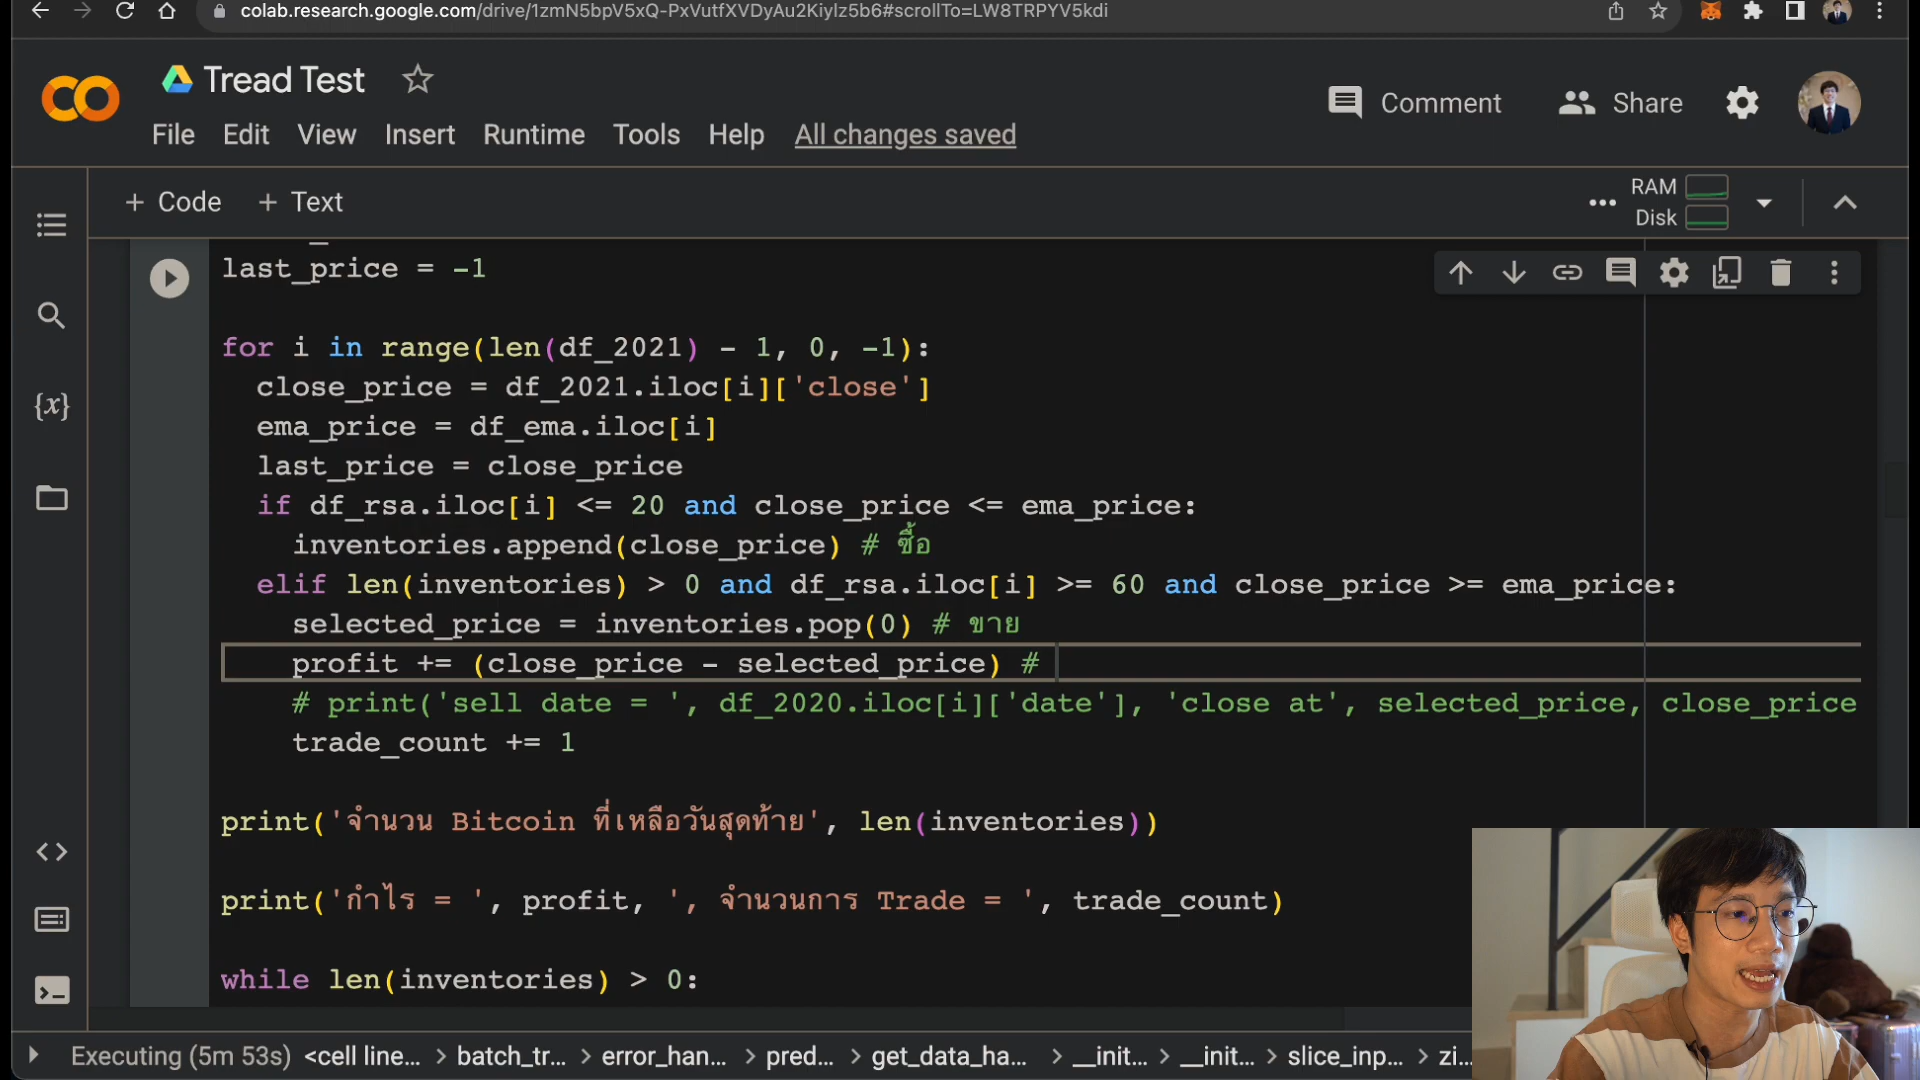 colab.research.google.com/drive/1zmN5bpV5xQ-PxVutfXVDyAu2Kiylz5b6#scrollTo=LW8TRPYV5kdi
Tread Test
Comment
Share
File Edit View Insert Runtime Tools Help All changes saved
+ Code + Text
RAM
Disk
last_price = -1
for i in range(len(df_2021) - 1, 0, -1):
close_price = df_2021.iloc[i]['close']
ema_price = df_ema.iloc[i]
last_price = close_price
if df_rsa.iloc[i] <= 20 and close_price <= ema_price:
inventories.append(close_price) # ซื้อ
elif len(inventories) > 0 and df_rsa.iloc[i] >= 60 and close_price >= ema_price:
selected_price = inventories.pop(0) # ขาย
profit += (close_price - selected_price) #
# print('sell date = ', df_2020.iloc[i]['date'], 'close at', selected_price, close_price
trade_count += 1
print('จำนวน Bitcoin ที่เหลือวันสุดท้าย', len(inventories))
print('กำไร = ', profit, ', จำนวนการ Trade = ', trade_count)
while len(inventories) > 0:
Executing (5m 53s) <cell line... > batch_tr... > error_han... > pred... > get_data_ha... > __init... > __init... > slice_inp... > zi...